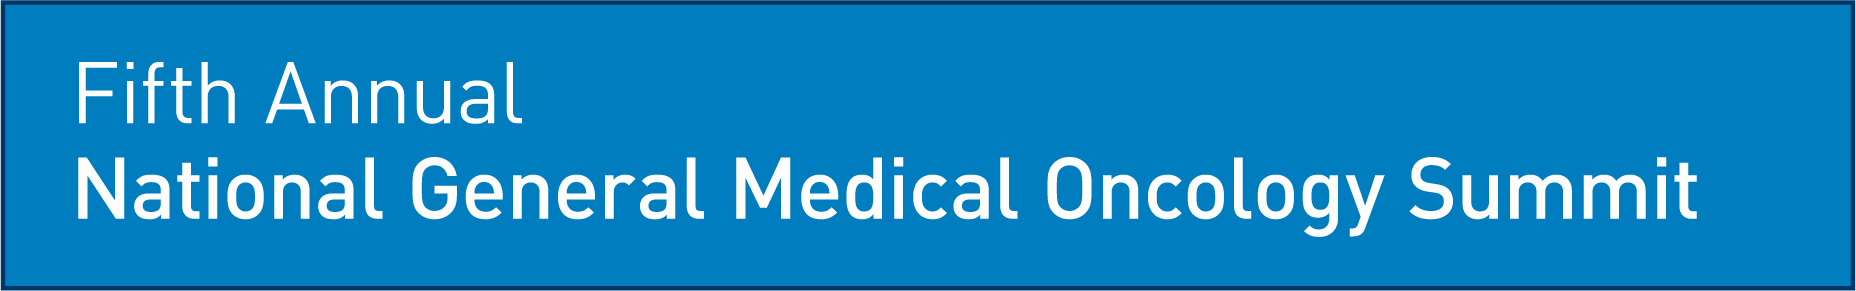 Fifth Annual
National General Medical Oncology Summit